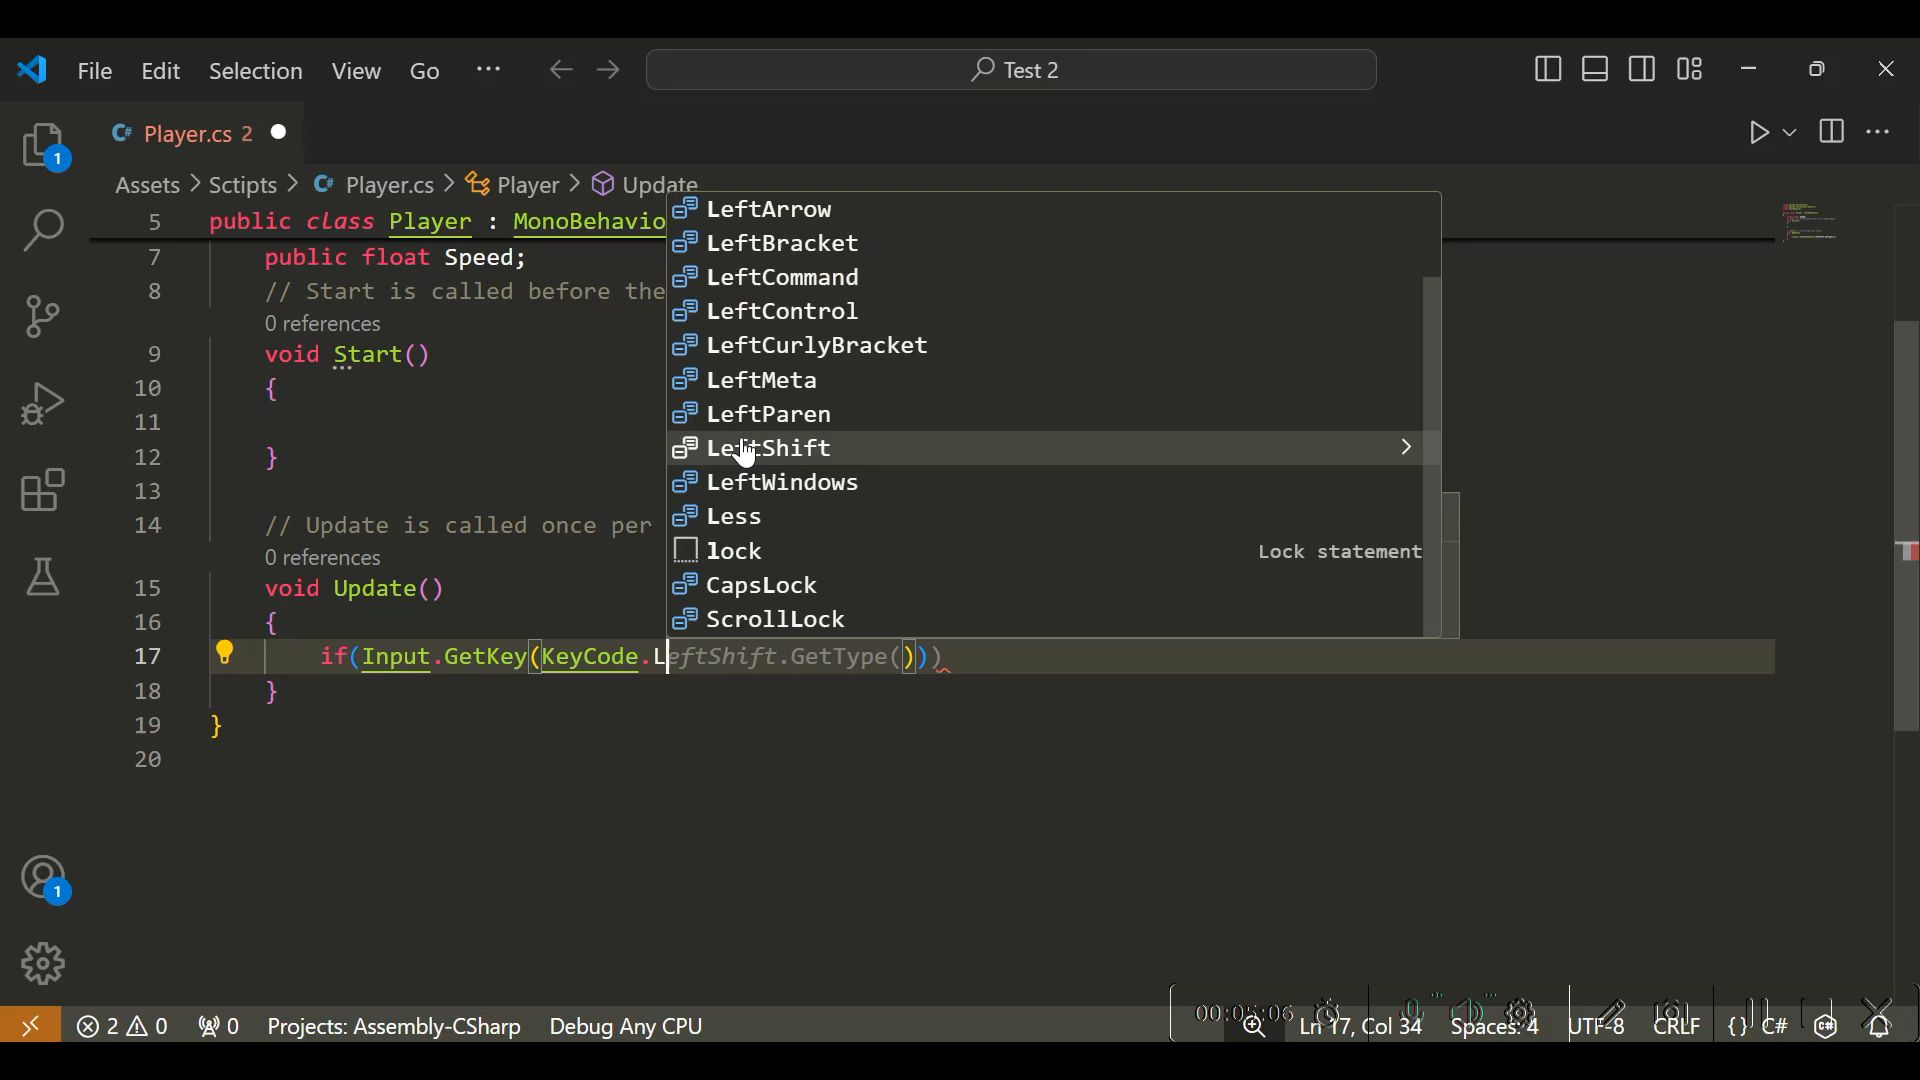 File Edit Selection View Go ··· Test 2
Player.cs 2
Assets > Sctipts > Player.cs > Player > Update
5 public class Player : MonoBehavio
7 public float Speed;
8 // Start is called before the
0 references
9 void Start()
10 {
11
12 }
13
14 // Update is called once per
0 references
15 void Update()
16 {
17 if(Input.GetKey(KeyCode.LeftShift.GetType()))
18 }
19 }
20
LeftArrow
LeftBracket
LeftCommand
LeftControl
LeftCurlyBracket
LeftMeta
LeftParen
LeftShift
LeftWindows
Less
lock Lock statement
CapsLock
ScrollLock
1
1
00:05:06
2 0 0 Projects: Assembly-CSharp Debug Any CPU Ln 17, Col 34 Spaces: 4 UTF-8 CRLF {} C#